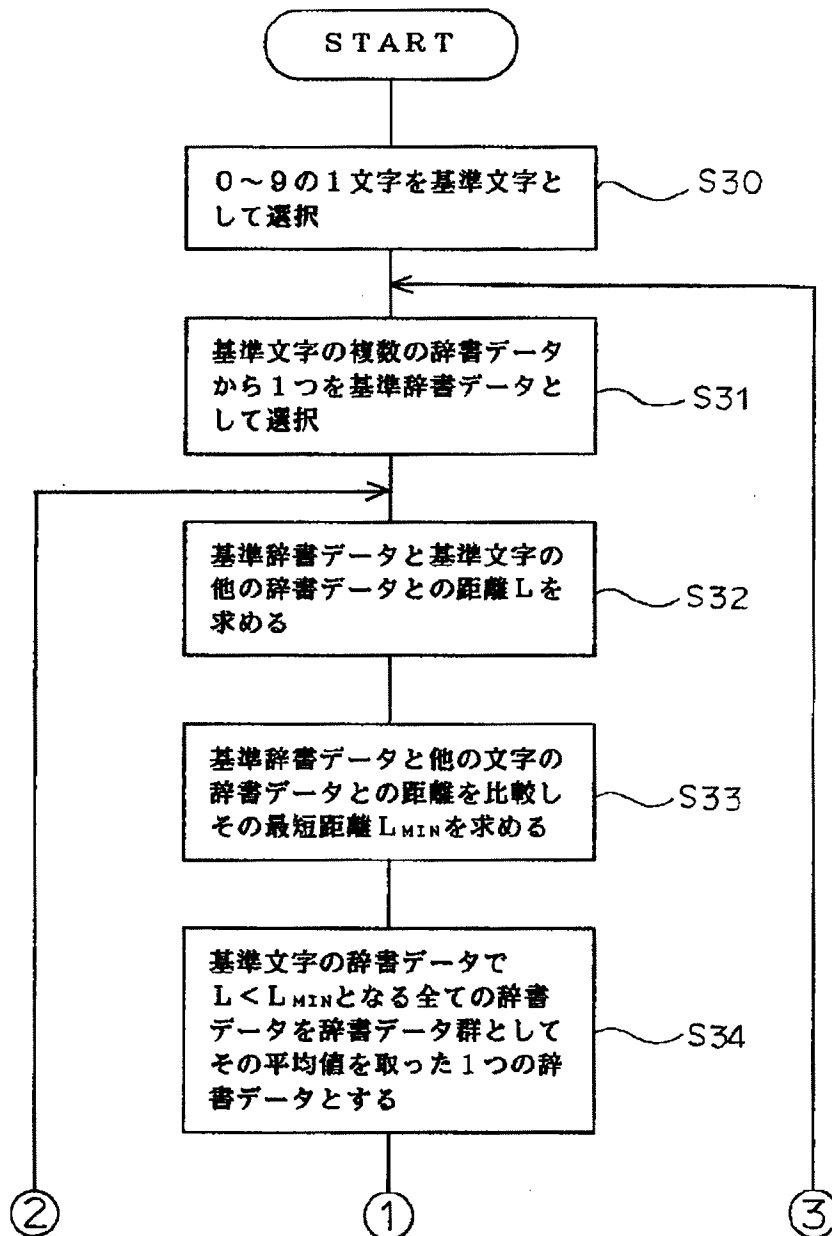 START
0～9の1文字を基準文字と
して選択
S30
基準文字の複数の辞書データ
から1つを基準辞書データと
して選択
S31
基準辞書データと基準文字の
他の辞書データとの距離Lを
求める
S32
基準辞書データと他の文字の
辞書データとの距離を比較し
その最短距離LMINを求める
S33
基準文字の辞書データで
L＜LMINとなる全ての辞書
データを辞書データ群として
その平均値を取った1つの辞
書データとする
S34
②
①
③